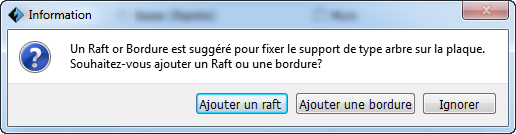 Information
Un Raft or Bordure est suggéré pour fixer le support de type arbre sur la plaque.
Souhaitez-vous ajouter un Raft ou une bordure?
Ajouter un raft Ajouter une bordure Ignorer